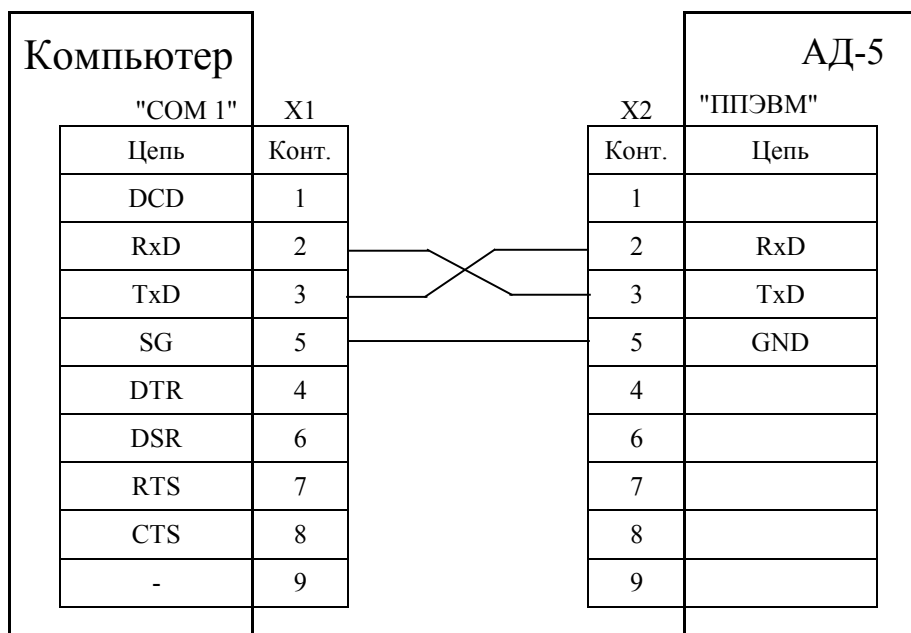 Компьютер АД-5
"COM 1" X1 X2 "ППЭВМ"
Цепь Конт. Конт. Цепь
DCD 1 1
RxD 2 2 RxD
TxD 3 3 TxD
SG 5 5 GND
DTR 4 4
DSR 6 6
RTS 7 7
CTS 8 8
- 9 9